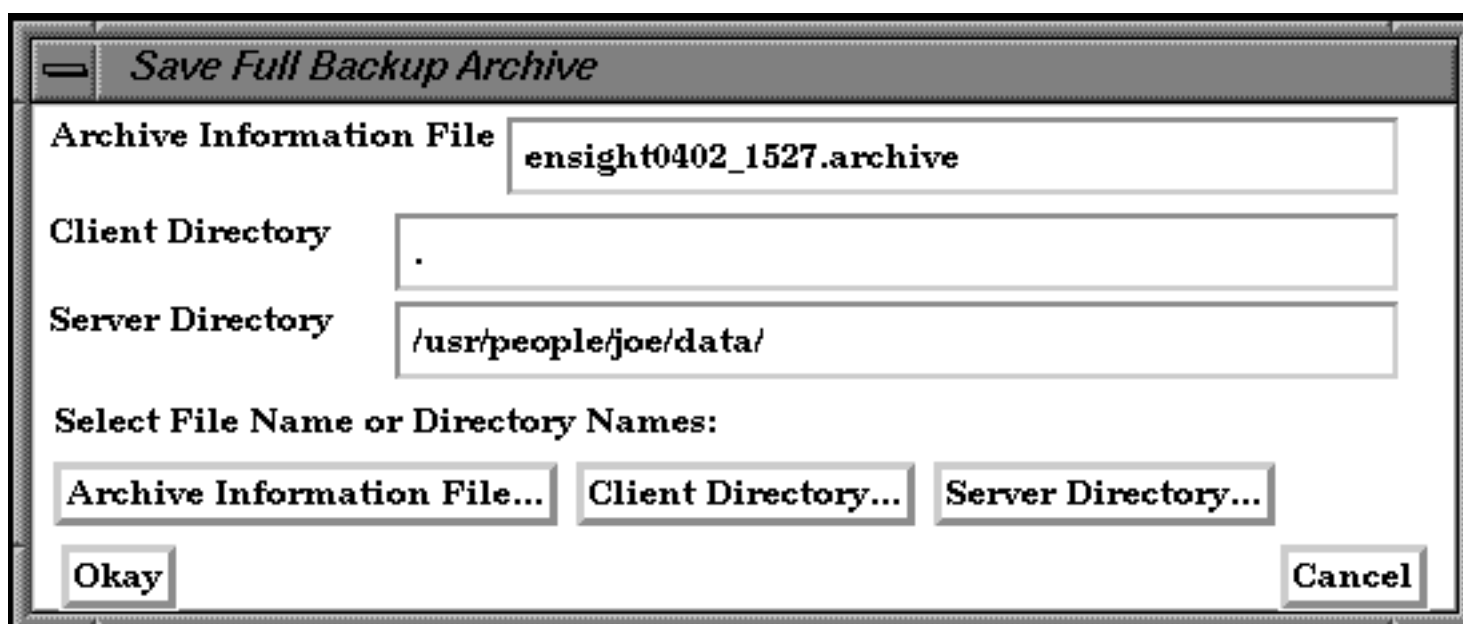 Save Full Backup Archive
Archive Information File ensight0402_1527.archive
Client Directory .
Server Directory /usr/people/joe/data/
Select File Name or Directory Names:
Archive Information File... Client Directory... Server Directory...
Okay Cancel